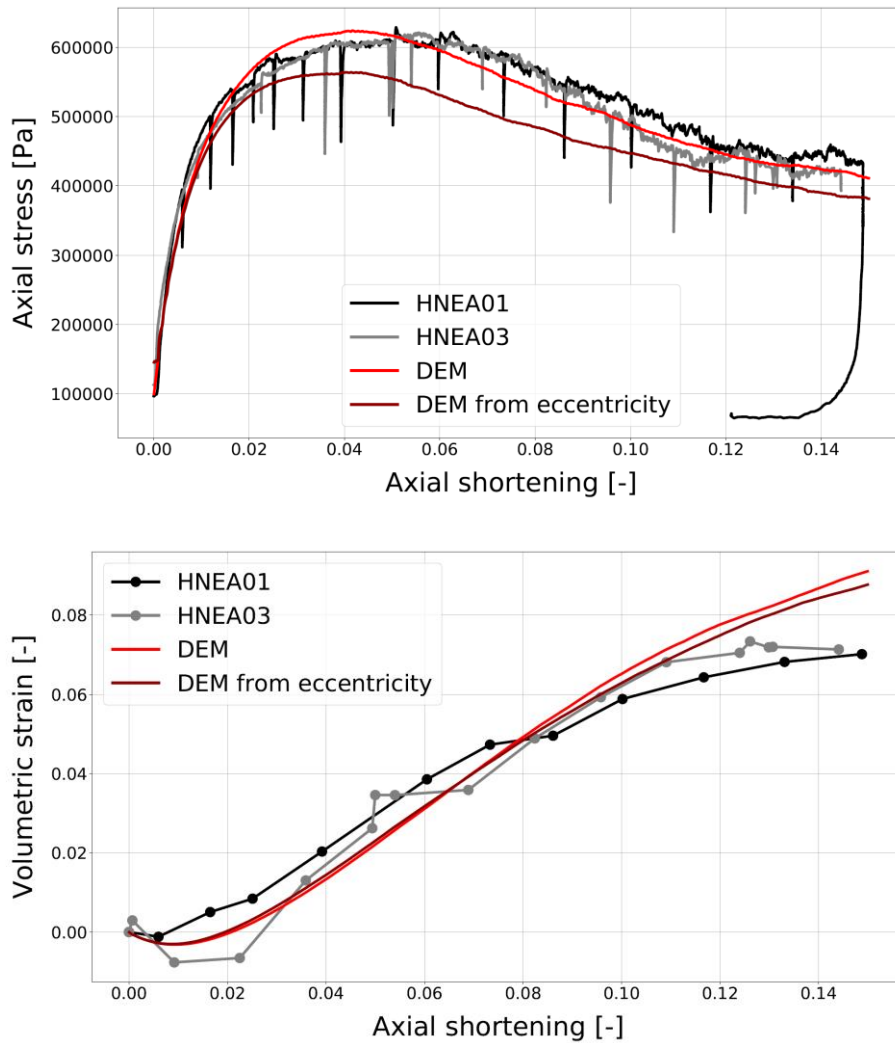 600000
500000
400000
300000
200000
100000
Axial stress [Pa]
HNEA01
HNEA03
DEM
DEM from eccentricity
0.00 0.02 0.04 0.06 0.08 0.10 0.12 0.14
Axial shortening [-]
HNEA01
HNEA03
DEM
DEM from eccentricity
0.08
0.06
0.04
0.02
0.00
Volumetric strain [-]
0.00 0.02 0.04 0.06 0.08 0.10 0.12 0.14
Axial shortening [-]